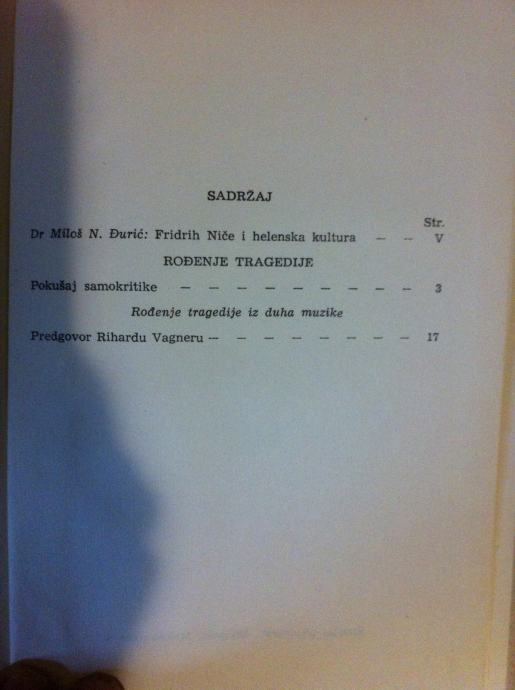 SADRŽAJ
Str.
Dr Miloš N. Đurić: Fridrih Niče i helenska kultura — — V
ROĐENJE TRAGEDIJE
Pokušaj samokritike — — — — — — — — — 3
Rođenje tragedije iz duha muzike
Predgovor Rihardu Vagneru — — — — — — — — 17